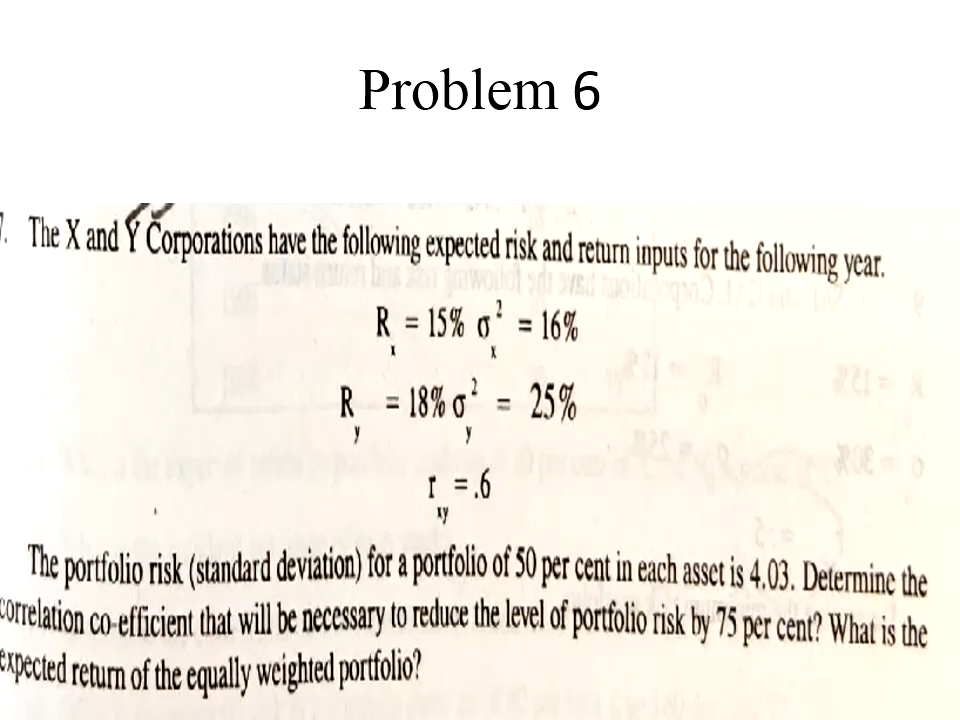 Problem 6
7. The X and Y Corporations have the following expected risk and return inputs for the following year.
R x = 15% σ² x = 16%
R y = 18% σ² y = 25%
r xy = .6
The portfolio risk (standard deviation) for a portfolio of 50 per cent in each asset is 4.03. Determine the
correlation co-efficient that will be necessary to reduce the level of portfolio risk by 75 per cent? What is the
expected return of the equally weighted portfolio?